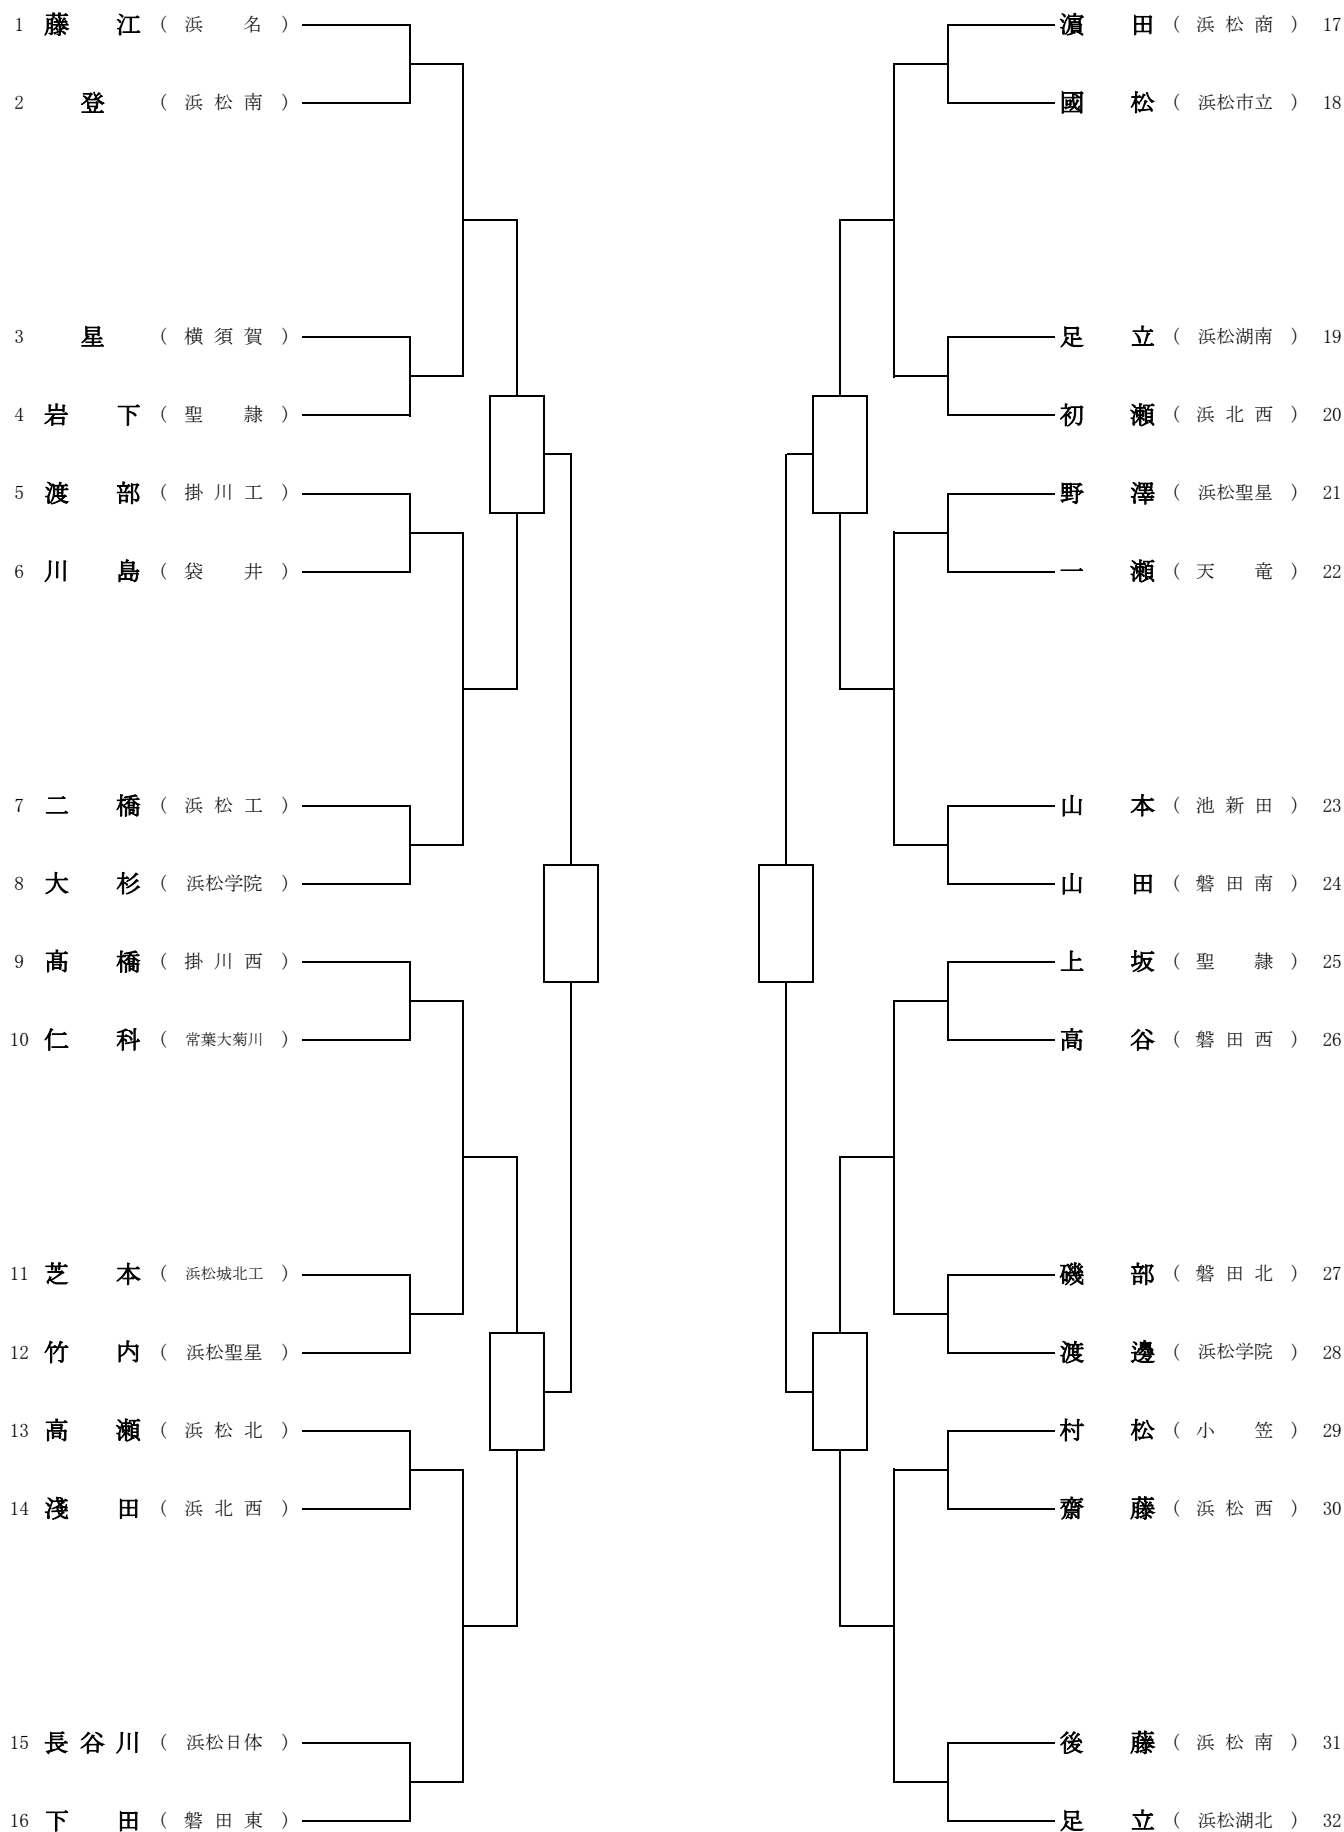 1 藤江 （浜名）
2 登 （浜松南）
3 星 （横須賀）
4 岩下 （聖隷）
5 渡部 （掛川工）
6 川島 （袋井）
7 二橋 （浜松工）
8 大杉 （浜松学院）
9 髙橋 （掛川西）
10 仁科 （常葉大菊川）
11 芝本 （浜松城北工）
12 竹内 （浜松聖星）
13 高瀬 （浜松北）
14 淺田 （浜北西）
15 長谷川 （浜松日体）
16 下田 （磐田東）
濵田 （浜松商） 17
國松 （浜松市立） 18
足立 （浜松湖南） 19
初瀬 （浜北西） 20
野澤 （浜松聖星） 21
一瀬 （天竜） 22
山本 （池新田） 23
山田 （磐田南） 24
上坂 （聖隷） 25
髙谷 （磐田西） 26
磯部 （磐田北） 27
渡邊 （浜松学院） 28
村松 （小笠） 29
齋藤 （浜松西） 30
後藤 （浜松南） 31
足立 （浜松湖北） 32